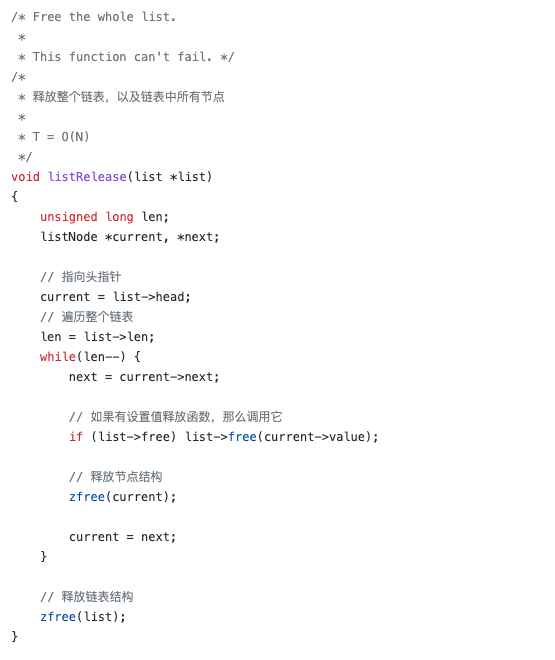 /* Free the whole list.
 *
 * This function can't fail. */
/*
 * 释放整个链表，以及链表中所有节点
 *
 * T = O(N)
 */
void listRelease(list *list)
{
    unsigned long len;
    listNode *current, *next;

    // 指向头指针
    current = list->head;
    // 遍历整个链表
    len = list->len;
    while(len--) {
        next = current->next;

        // 如果有设置值释放函数，那么调用它
        if (list->free) list->free(current->value);

        // 释放节点结构
        zfree(current);

        current = next;
    }

    // 释放链表结构
    zfree(list);
}